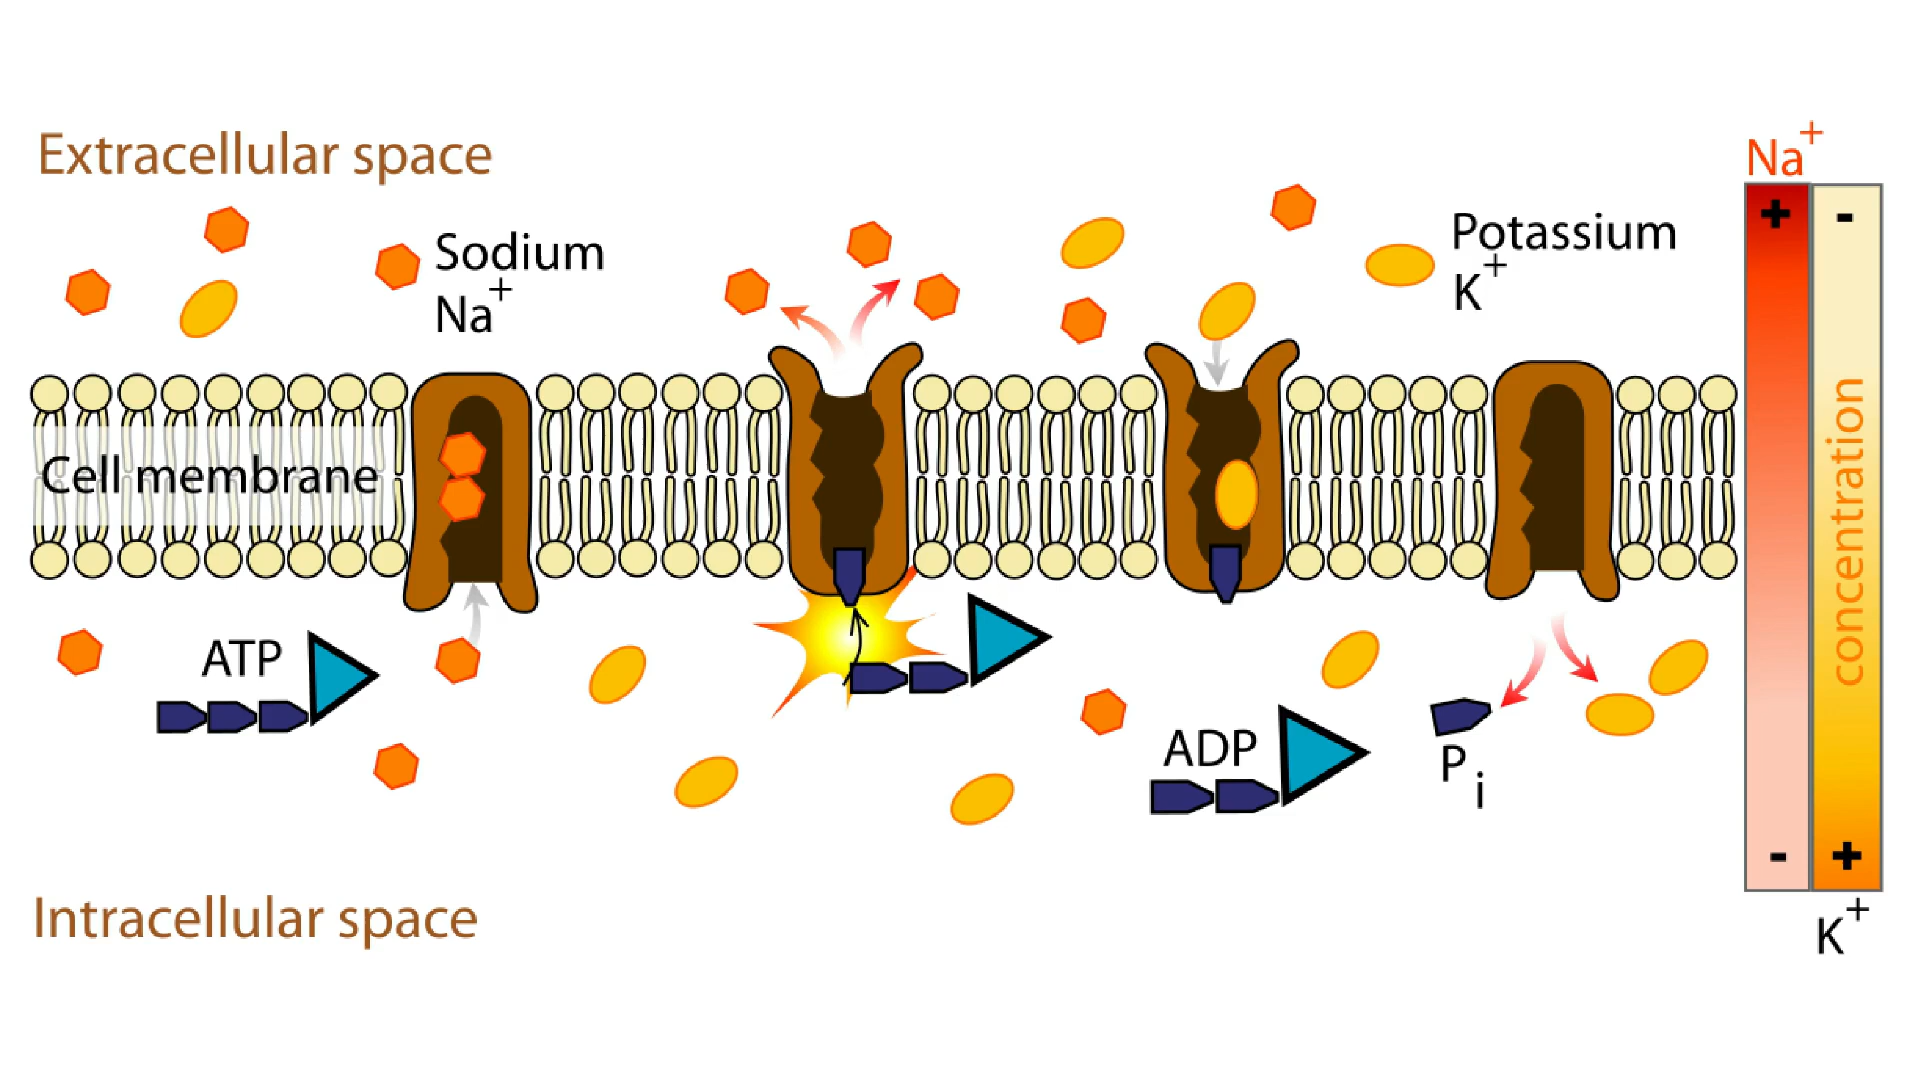 Extracellular space
Na+
+ -
Sodium
Na+
Potassium
K+
Cell membrane
concentration
ATP
ADP
Pi
- +
Intracellular space
K+